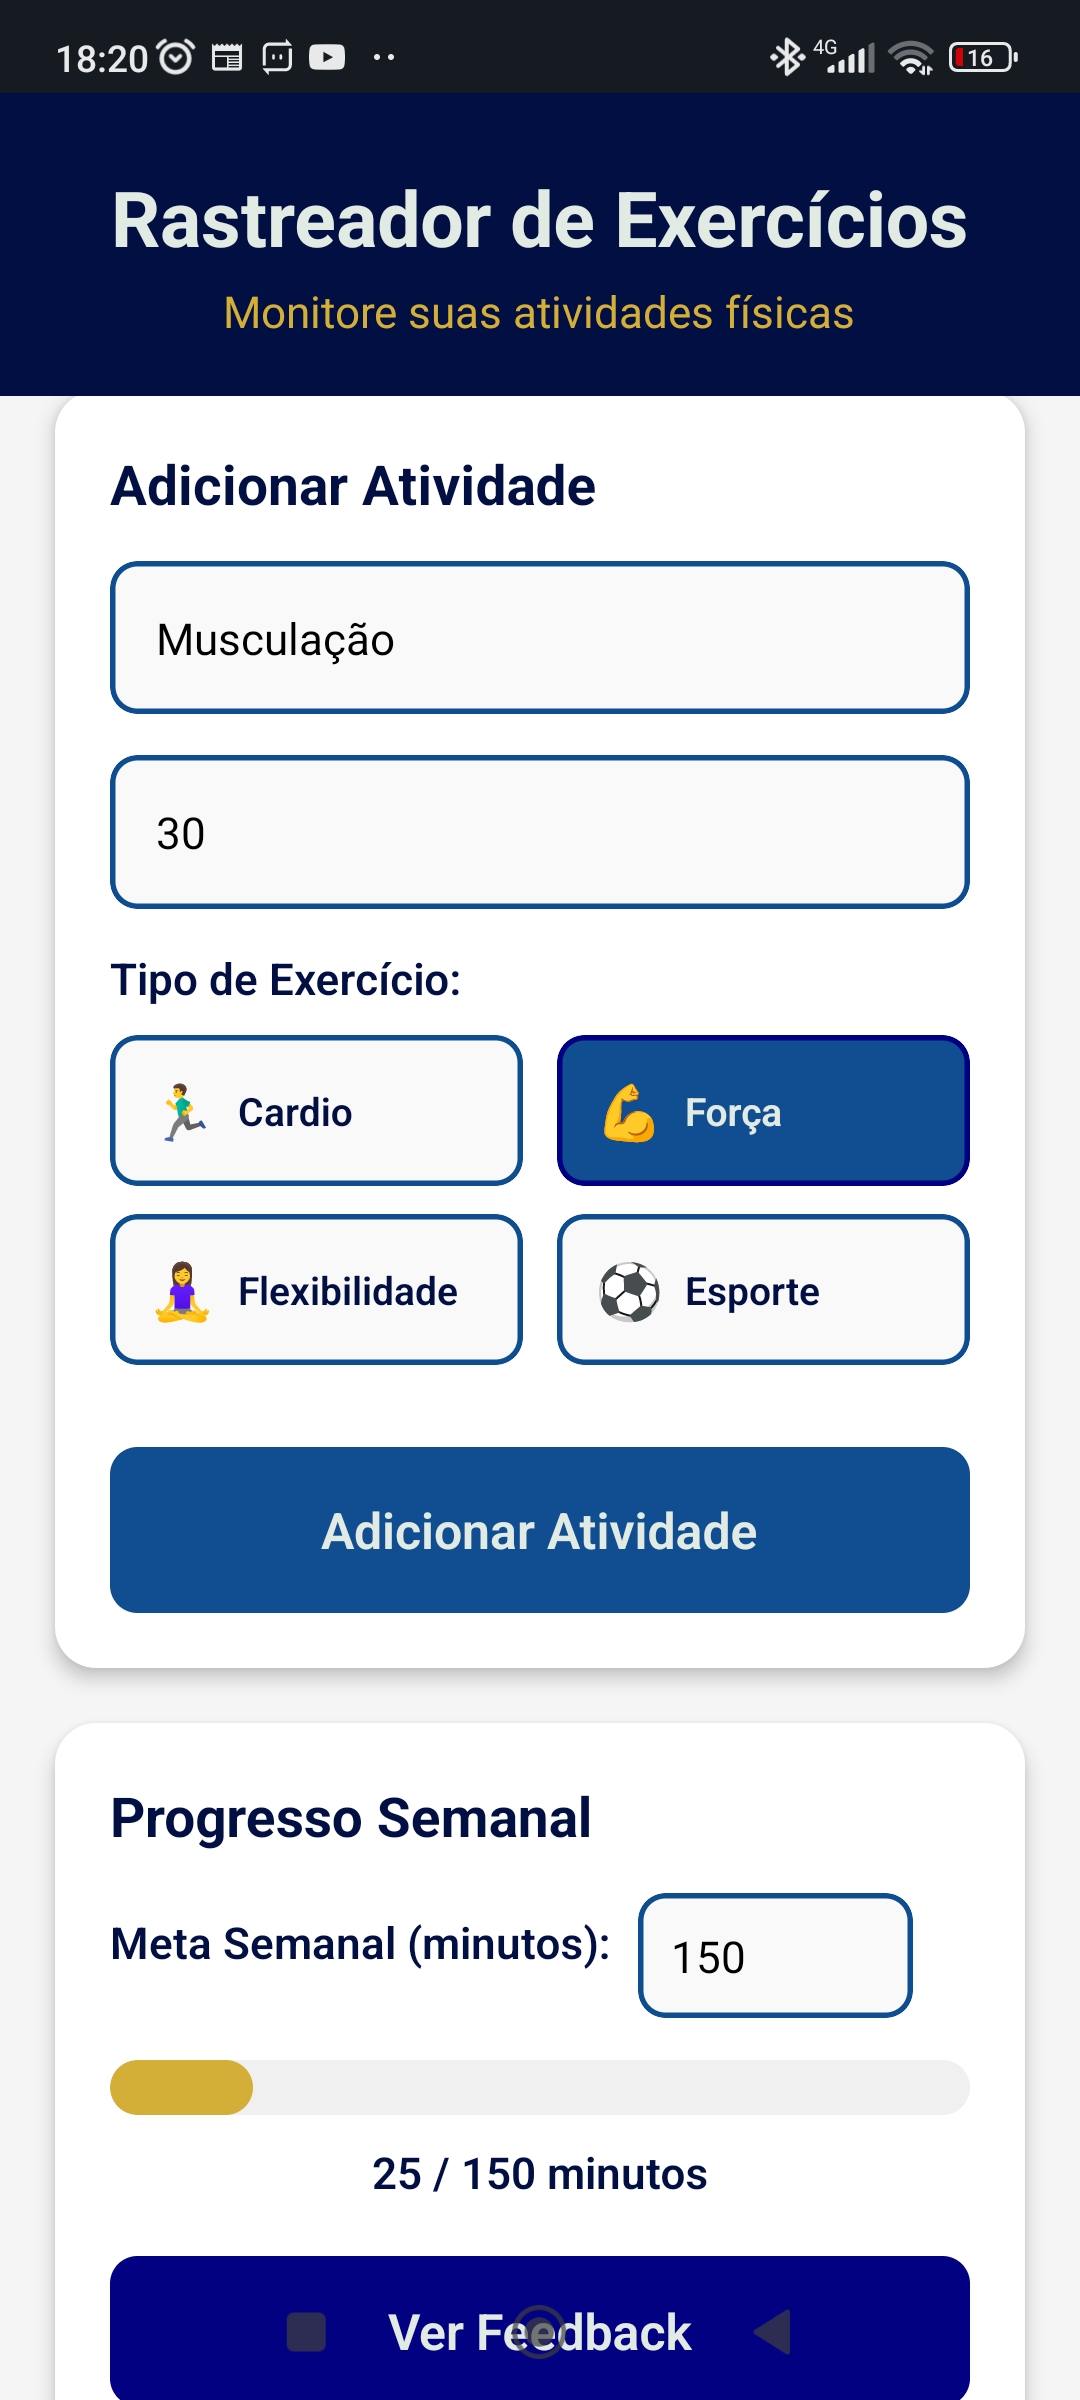 18:20
4G
16
Rastreador de Exercícios
Monitore suas atividades físicas
Adicionar Atividade
Musculação
30
Tipo de Exercício:
Cardio
Força
Flexibilidade
Esporte
Adicionar Atividade
Progresso Semanal
Meta Semanal (minutos):
150
25 / 150 minutos
Ver Feedback